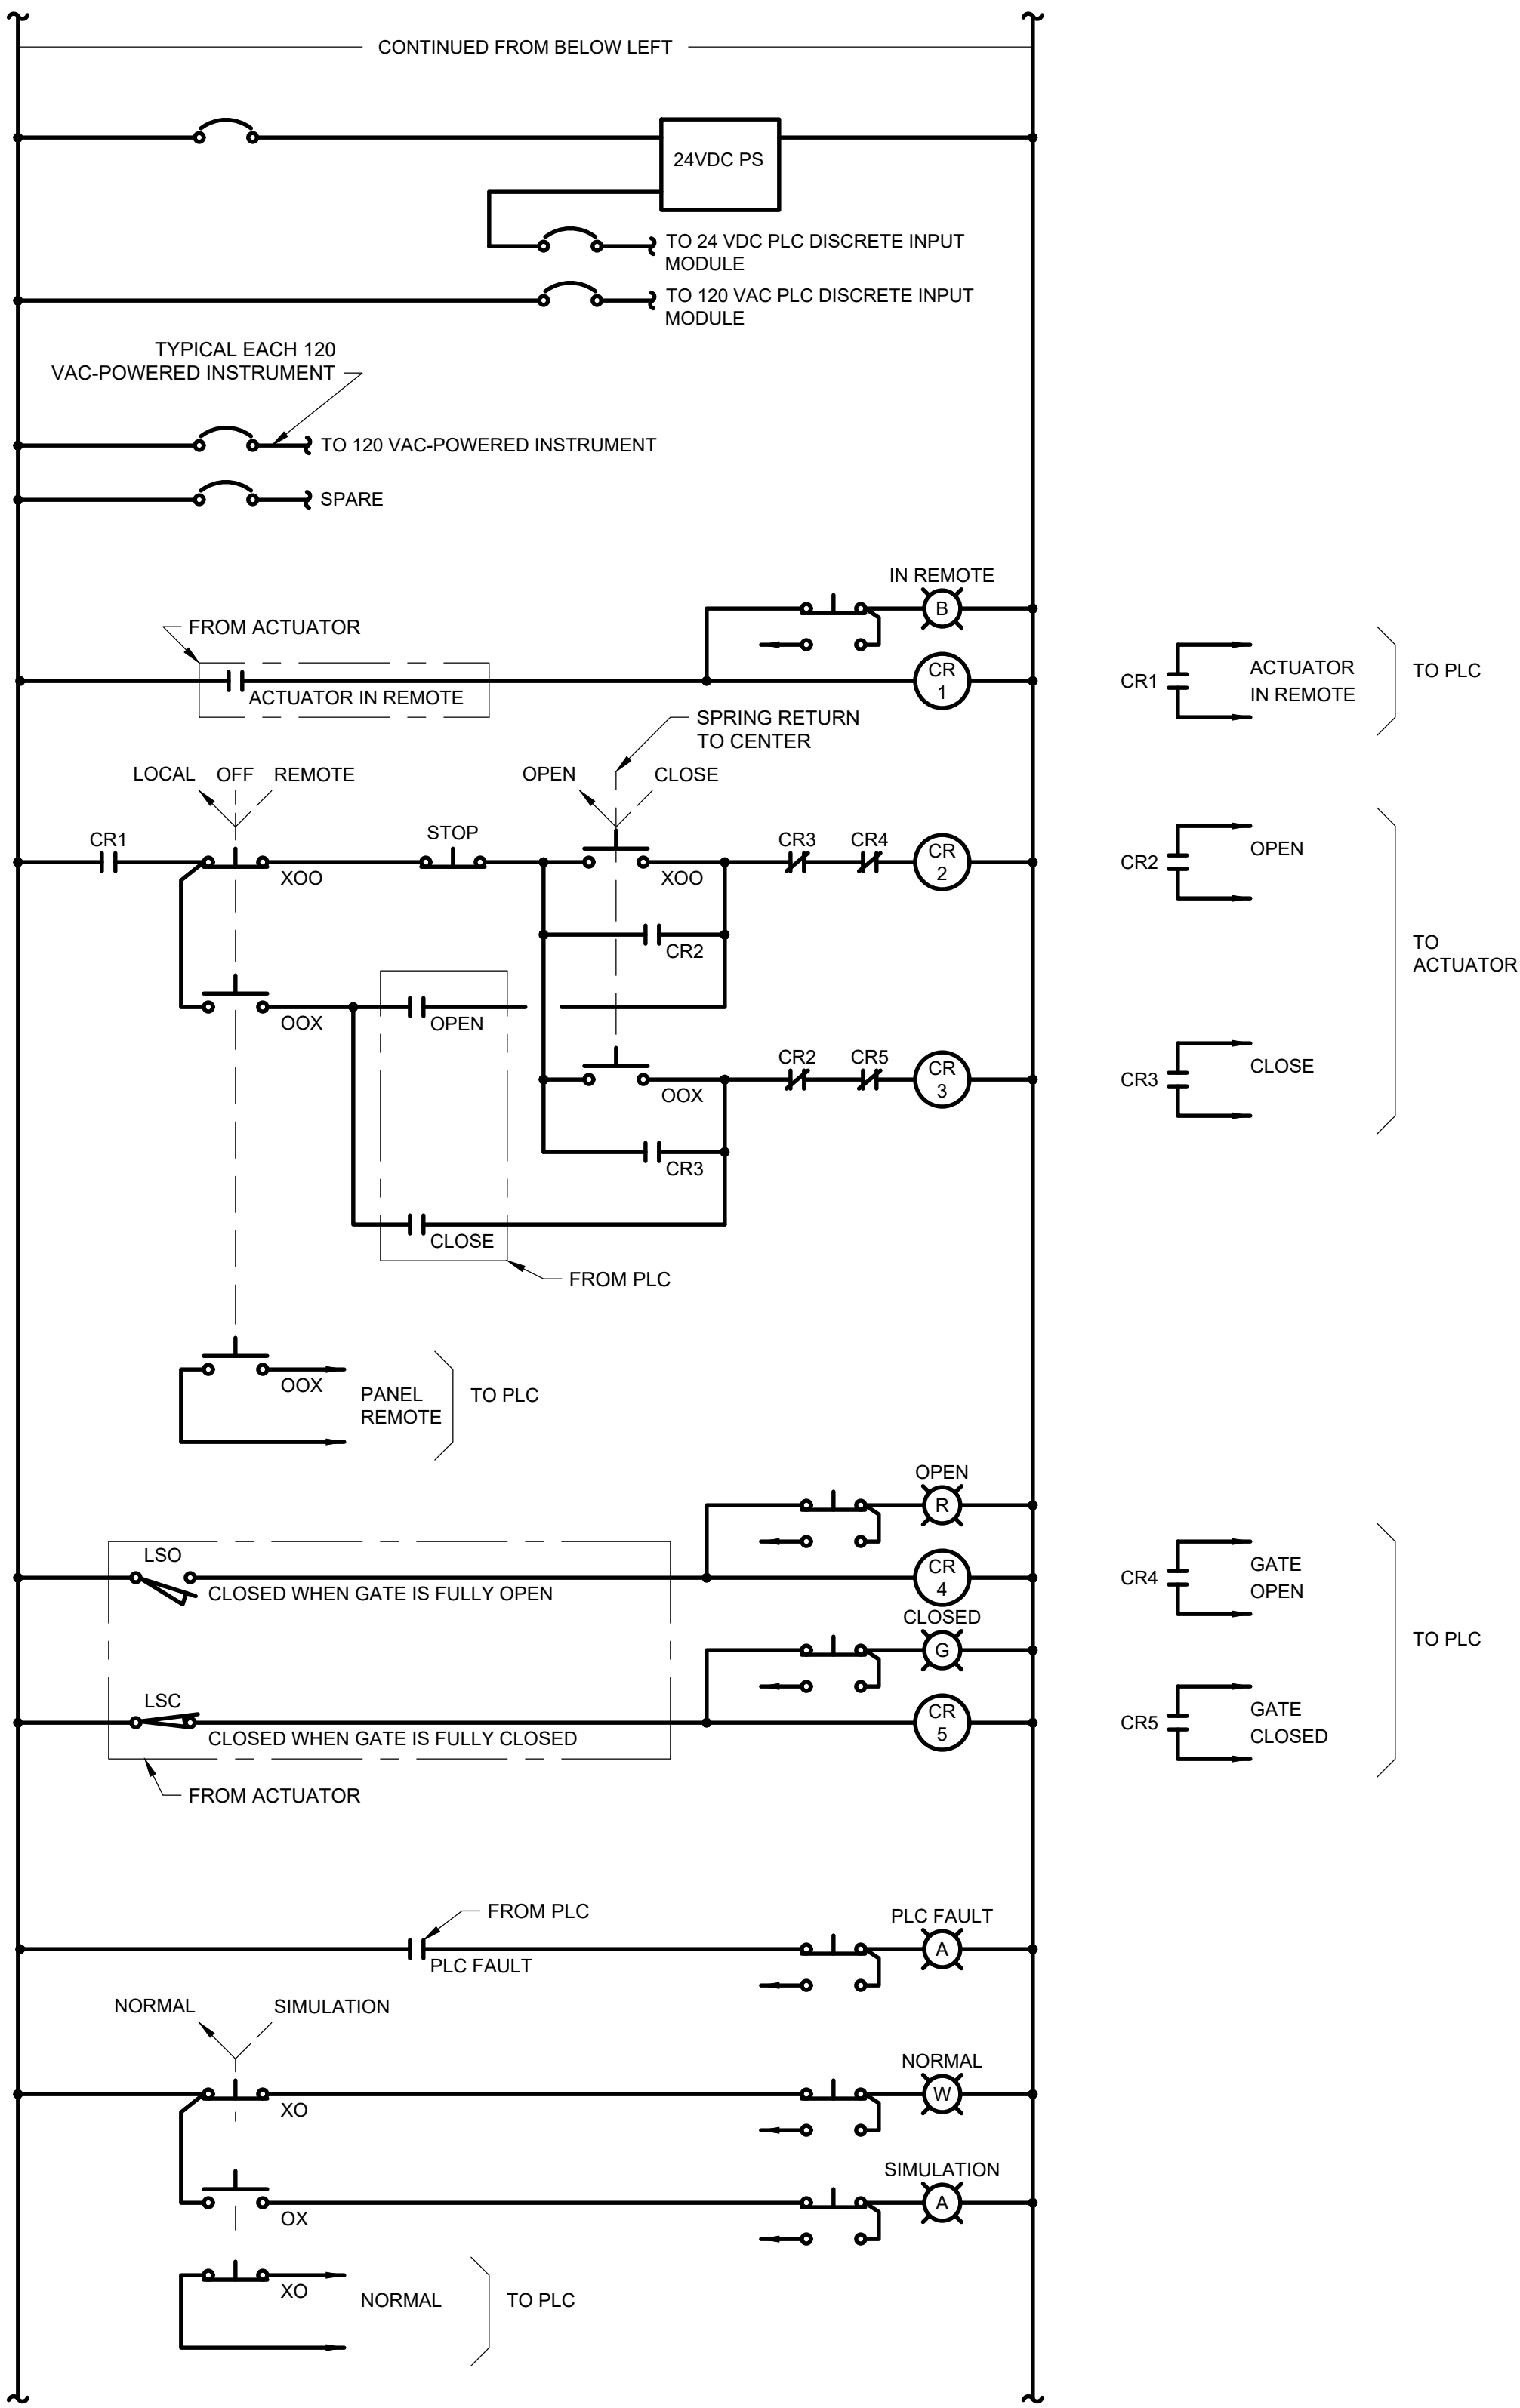 CONTINUED FROM BELOW LEFT
24VDC PS
TO 24 VDC PLC DISCRETE INPUT
MODULE
TO 120 VAC PLC DISCRETE INPUT
MODULE
TYPICAL EACH 120
VAC-POWERED INSTRUMENT
TO 120 VAC-POWERED INSTRUMENT
SPARE
IN REMOTE
B
FROM ACTUATOR
ACTUATOR IN REMOTE
CR
1
CR1
ACTUATOR
IN REMOTE
TO PLC
SPRING RETURN
TO CENTER
LOCAL OFF REMOTE
OPEN CLOSE
CR1
XOO
STOP
XOO
CR3
CR4
CR
2
CR2
OPEN
CR2
TO
ACTUATOR
OOX
OPEN
OOX
CR2
CR5
CR
3
CR3
CLOSE
CR3
CLOSE
FROM PLC
OOX
PANEL
REMOTE
TO PLC
OPEN
R
LSO
CLOSED WHEN GATE IS FULLY OPEN
CR
4
CR4
GATE
OPEN
CLOSED
G
TO PLC
LSC
CLOSED WHEN GATE IS FULLY CLOSED
CR
5
CR5
GATE
CLOSED
FROM ACTUATOR
FROM PLC
PLC FAULT
PLC FAULT
A
NORMAL SIMULATION
XO
NORMAL
W
OX
SIMULATION
A
XO
NORMAL
TO PLC